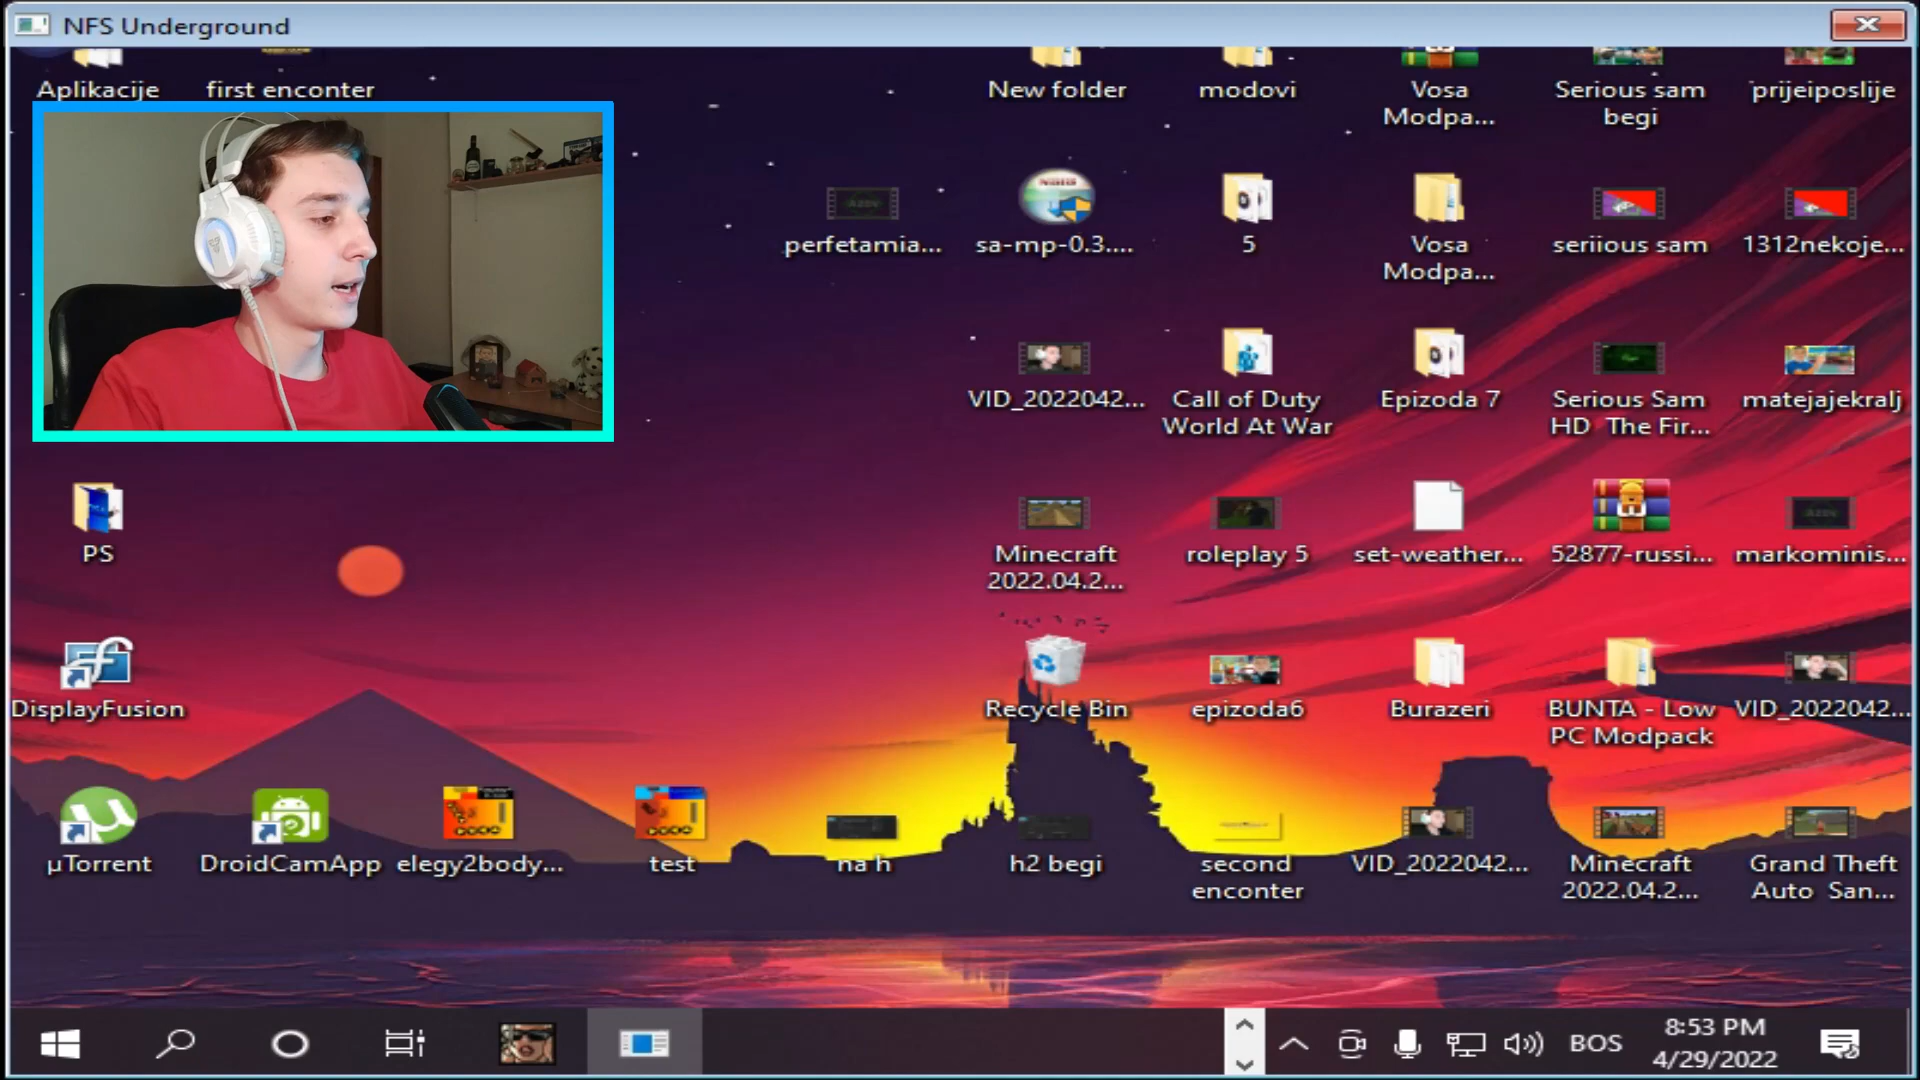 NFS Underground
Aplikacije
first enconter
New folder
modovi
Vosa
Modpa...
Serious sam
begi
prijeiposlije
perfetamia...
sa-mp-0.3....
5
Vosa
Modpa...
seriious sam
1312nekoje...
VID_2022042...
Call of Duty
World At War
Epizoda 7
Serious Sam
HD The Fir...
matejajekralj
PS
Minecraft
2022.04.2...
roleplay 5
set-weather...
52877-russi...
markominis...
DisplayFusion
Recycle Bin
epizoda6
Burazeri
BUNTA - Low
PC Modpack
VID_2022042...
µTorrent
DroidCamApp
elegy2body...
test
na h
h2 begi
second
enconter
VID_2022042...
Minecraft
2022.04.2...
Grand Theft
Auto San...
BOS
8:53 PM
4/29/2022